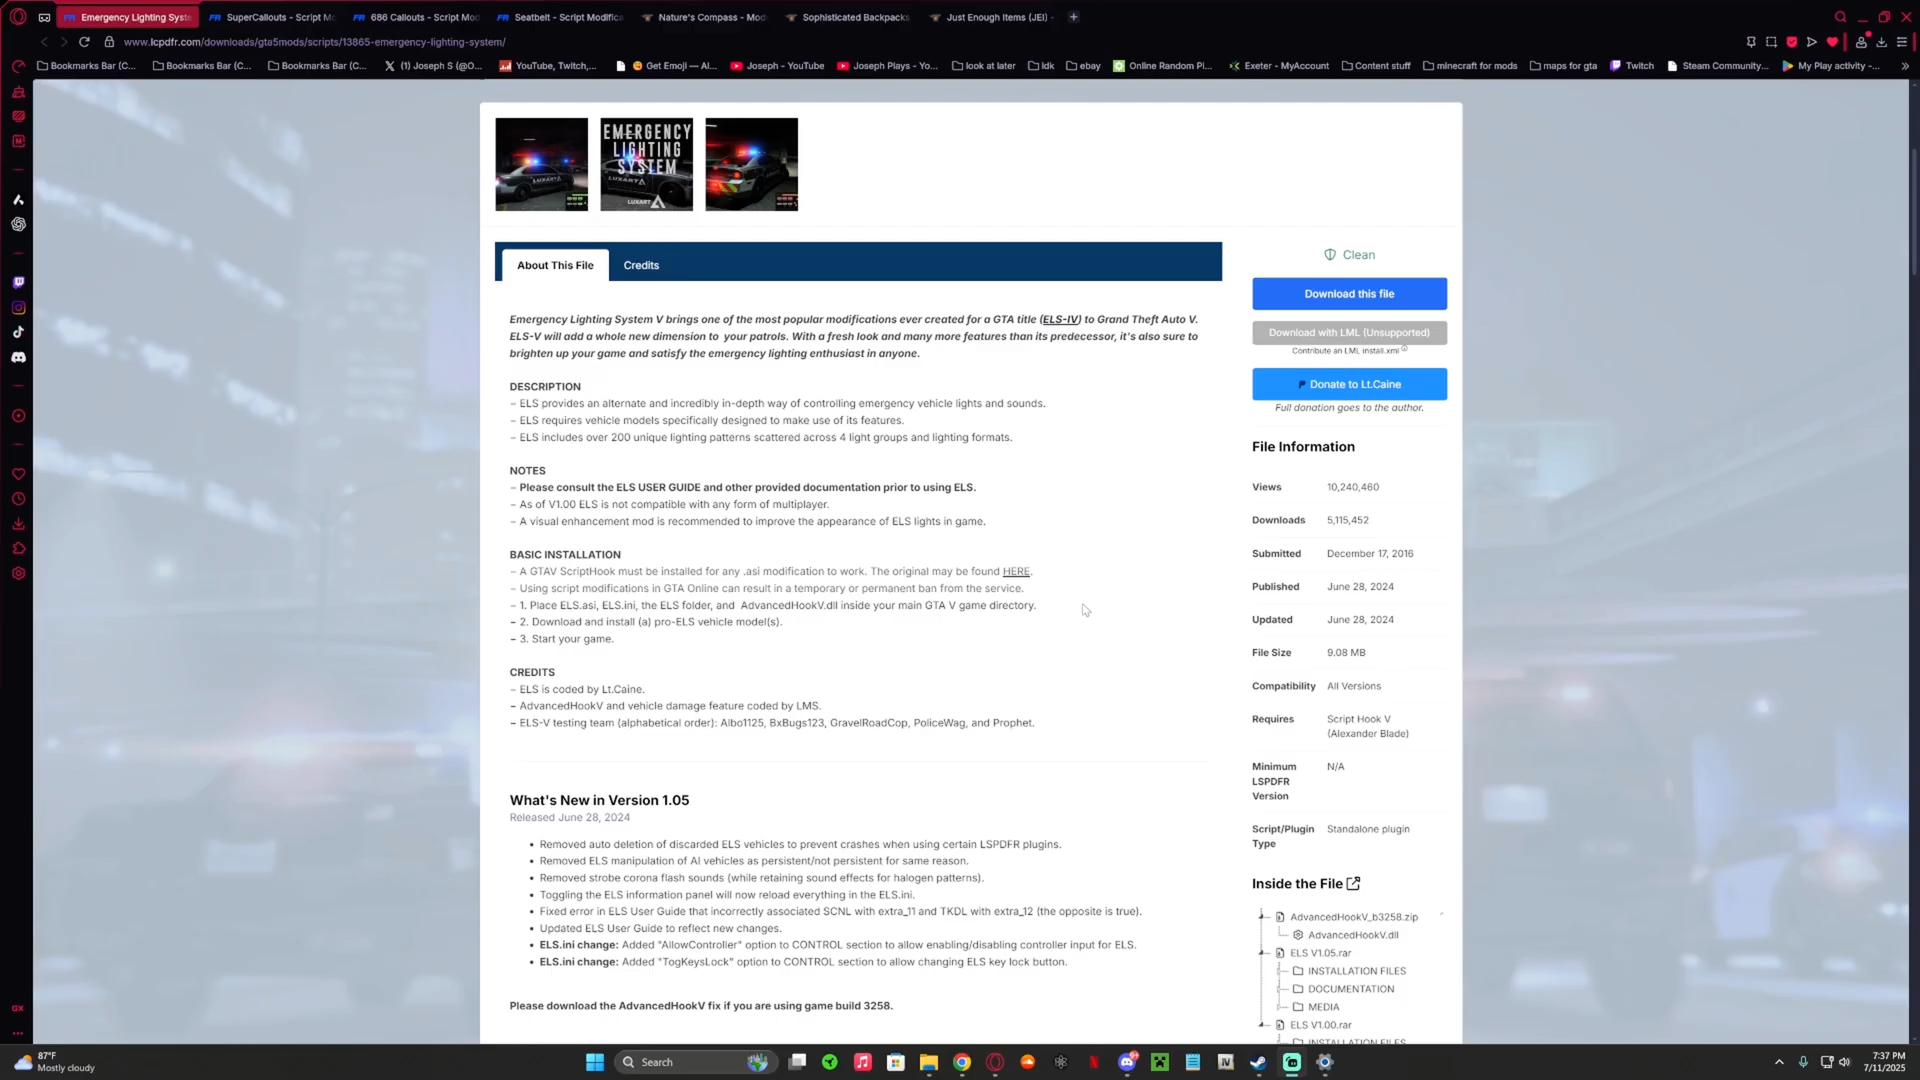 Emergency Lighting Syste
SuperCallouts - Script Mo
686 Callouts - Script Mod
Seatbelt - Script Modifica
Nature's Compass - Mod
Sophisticated Backpacks
Just Enough Items (JEI) -
www.lcpdfr.com/downloads/gta5mods/scripts/13865-emergency-lighting-system/
Bookmarks Bar (C...
Bookmarks Bar (C...
Bookmarks Bar (C...
(1) Joseph S (@O...
YouTube, Twitch,...
Get Emoji — Al...
Joseph - YouTube
Joseph Plays - Yo...
look at later
Idk
ebay
Online Random Pi...
Exeter - MyAccount
Content stuff
minecraft for mods
maps for gta
Twitch
Steam Community...
My Play activity -...
EMERGENCY
LIGHTING
SYSTEM
LUXART
About This File
Credits
Clean
Download this file
Download with LML (Unsupported)
Contribute an LML install.xml
Donate to Lt.Caine
Full donation goes to the author.
Emergency Lighting System V brings one of the most popular modifications ever created for a GTA title (ELS-IV) to Grand Theft Auto V.
ELS-V will add a whole new dimension to your patrols. With a fresh look and many more features than its predecessor, it's also sure to
brighten up your game and satisfy the emergency lighting enthusiast in anyone.
DESCRIPTION
– ELS provides an alternate and incredibly in-depth way of controlling emergency vehicle lights and sounds.
– ELS requires vehicle models specifically designed to make use of its features.
– ELS includes over 200 unique lighting patterns scattered across 4 light groups and lighting formats.
NOTES
– Please consult the ELS USER GUIDE and other provided documentation prior to using ELS.
– As of V1.00 ELS is not compatible with any form of multiplayer.
– A visual enhancement mod is recommended to improve the appearance of ELS lights in game.
BASIC INSTALLATION
– A GTAV ScriptHook must be installed for any .asi modification to work. The original may be found HERE.
– Using script modifications in GTA Online can result in a temporary or permanent ban from the service.
– 1. Place ELS.asi, ELS.ini, the ELS folder, and AdvancedHookV.dll inside your main GTA V game directory.
– 2. Download and install (a) pro-ELS vehicle model(s).
– 3. Start your game.
CREDITS
– ELS is coded by Lt.Caine.
– AdvancedHookV and vehicle damage feature coded by LMS.
– ELS-V testing team (alphabetical order): Albo1125, BxBugs123, GravelRoadCop, PoliceWag, and Prophet.
What's New in Version 1.05
Released June 28, 2024
• Removed auto deletion of discarded ELS vehicles to prevent crashes when using certain LSPDFR plugins.
• Removed ELS manipulation of AI vehicles as persistent/not persistent for same reason.
• Removed strobe corona flash sounds (while retaining sound effects for halogen patterns).
• Toggling the ELS information panel will now reload everything in the ELS.ini.
• Fixed error in ELS User Guide that incorrectly associated SCNL with extra_11 and TKDL with extra_12 (the opposite is true).
• Updated ELS User Guide to reflect new changes.
• ELS.ini change: Added "AllowController" option to CONTROL section to allow enabling/disabling controller input for ELS.
• ELS.ini change: Added "TogKeysLock" option to CONTROL section to allow changing ELS key lock button.
Please download the AdvancedHookV fix if you are using game build 3258.
File Information
Views 10,240,460
Downloads 5,115,452
Submitted December 17, 2016
Published June 28, 2024
Updated June 28, 2024
File Size 9.08 MB
Compatibility All Versions
Requires Script Hook V
(Alexander Blade)
Minimum N/A
LSPDFR
Version
Script/Plugin Standalone plugin
Type
Inside the File
AdvancedHookV_b3258.zip
AdvancedHookV.dll
ELS V1.05.rar
INSTALLATION FILES
DOCUMENTATION
MEDIA
ELS V1.00.rar
INSTALLATION FILES
GX
87°F
Mostly cloudy
Search
7:37 PM
7/11/2025